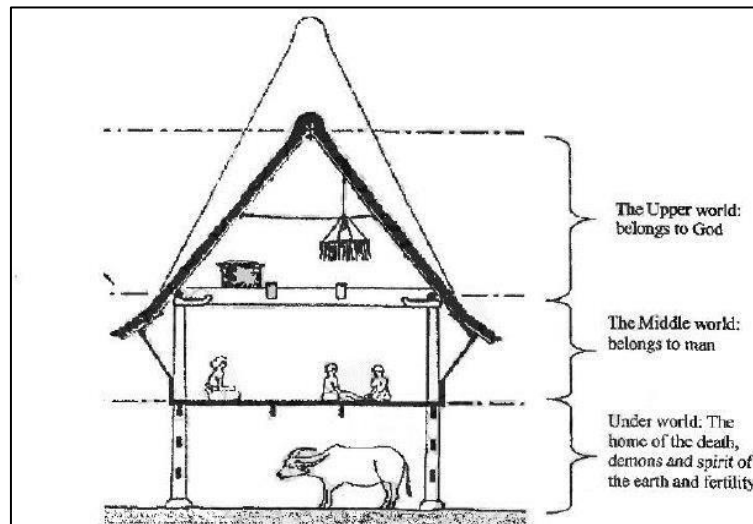 The Upper world:
belongs to God
The Middle world:
belongs to man
Under world: The
home of the death,
demons and spirit of
the earth and fertility